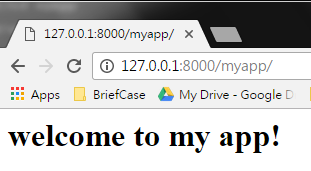 127.0.0.1:8000/myapp/
127.0.0.1:8000/myapp/
Apps BriefCase My Drive - Google D
welcome to my app!